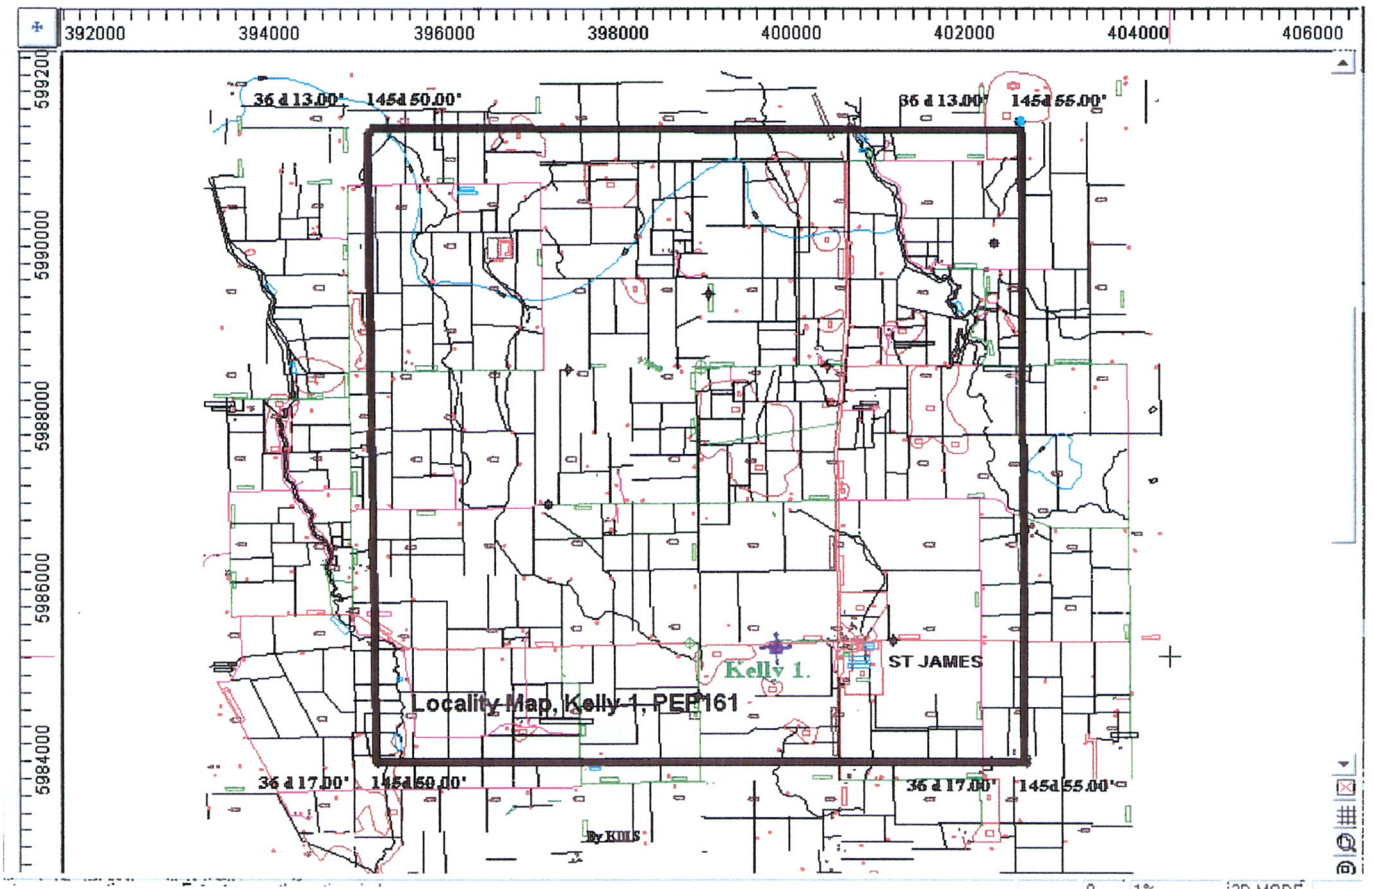 392000 394000 396000 398000 400000 402000 404000 406000
5992000
36 d 13.00' 145d 50.00' 36 d 13.00' 145d 55.00'
5990000
5988000
5986000
ST JAMES
Kelly 1.
Locality Map, Kelly 1, PEP161
5984000
36 d 17.00' 145d 50.00' 36 d 17.00' 145d 55.00'
1%